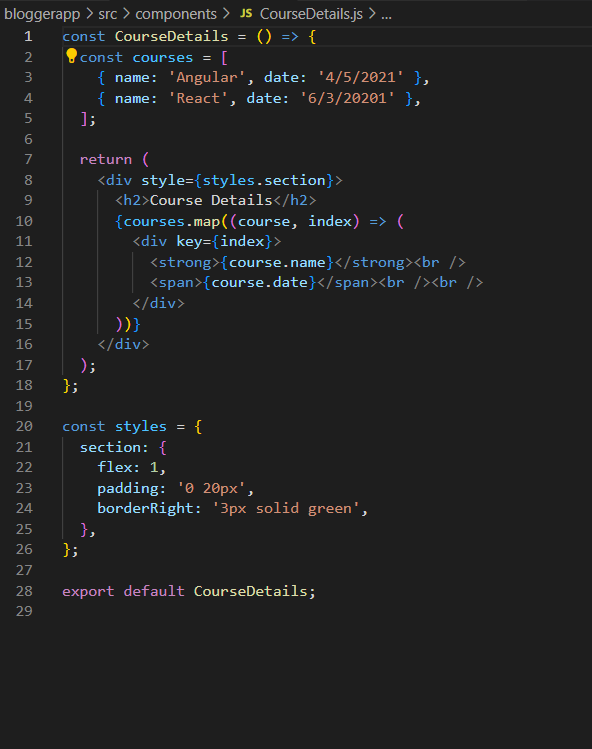 bloggerapp > src > components > JS CourseDetails.js > ...
1 const CourseDetails = () => {
2   const courses = [
3     { name: 'Angular', date: '4/5/2021' },
4     { name: 'React', date: '6/3/20201' },
5   ];
6
7   return (
8     <div style={styles.section}>
9       <h2>Course Details</h2>
10       {courses.map((course, index) => (
11         <div key={index}>
12           <strong>{course.name}</strong><br />
13           <span>{course.date}</span><br /><br />
14         </div>
15       ))}
16     </div>
17   );
18 };
19
20 const styles = {
21   section: {
22     flex: 1,
23     padding: '0 20px',
24     borderRight: '3px solid green',
25   },
26 };
27
28 export default CourseDetails;
29